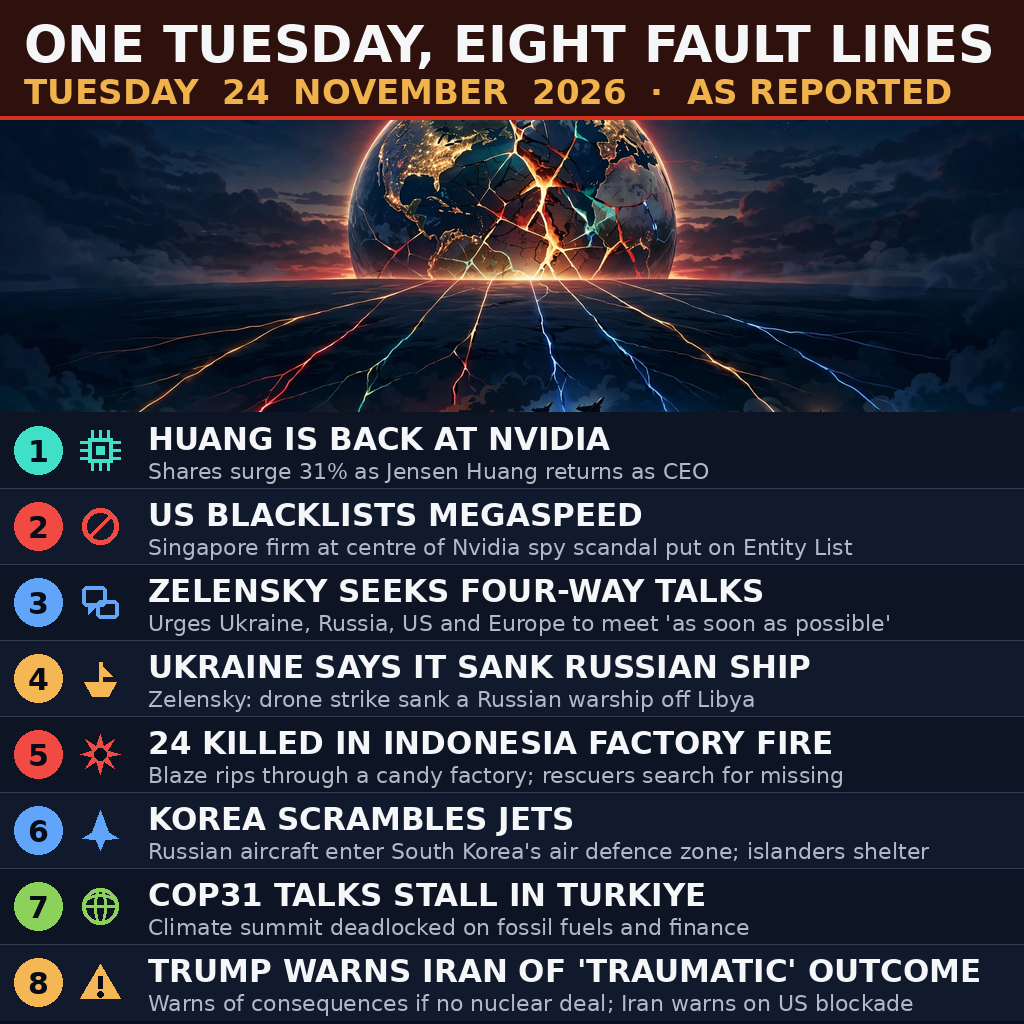 ONE TUESDAY, EIGHT FAULT LINES
TUESDAY 24 NOVEMBER 2026 · AS REPORTED
1
HUANG IS BACK AT NVIDIA
Shares surge 31% as Jensen Huang returns as CEO
2
US BLACKLISTS MEGASPEED
Singapore firm at centre of Nvidia spy scandal put on Entity List
3
ZELENSKY SEEKS FOUR-WAY TALKS
Urges Ukraine, Russia, US and Europe to meet 'as soon as possible'
4
UKRAINE SAYS IT SANK RUSSIAN SHIP
Zelensky: drone strike sank a Russian warship off Libya
5
24 KILLED IN INDONESIA FACTORY FIRE
Blaze rips through a candy factory; rescuers search for missing
6
KOREA SCRAMBLES JETS
Russian aircraft enter South Korea's air defence zone; islanders shelter
7
COP31 TALKS STALL IN TURKIYE
Climate summit deadlocked on fossil fuels and finance
8
TRUMP WARNS IRAN OF 'TRAUMATIC' OUTCOME
Warns of consequences if no nuclear deal; Iran warns on US blockade